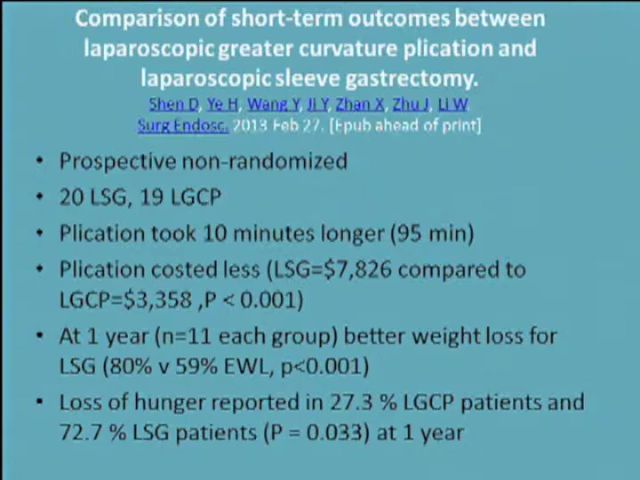 Comparison of short-term outcomes between
laparoscopic greater curvature plication and
laparoscopic sleeve gastrectomy.
Shen D, Ye H, Wang Y, Ji Y, Zhan X, Zhu J, Li W
Surg Endosc. 2013 Feb 27. [Epub ahead of print]
• Prospective non-randomized
• 20 LSG, 19 LGCP
• Plication took 10 minutes longer (95 min)
• Plication costed less (LSG=$7,826 compared to
LGCP=$3,358 ,P < 0.001)
• At 1 year (n=11 each group) better weight loss for
LSG (80% v 59% EWL, p<0.001)
• Loss of hunger reported in 27.3 % LGCP patients and
72.7 % LSG patients (P = 0.033) at 1 year